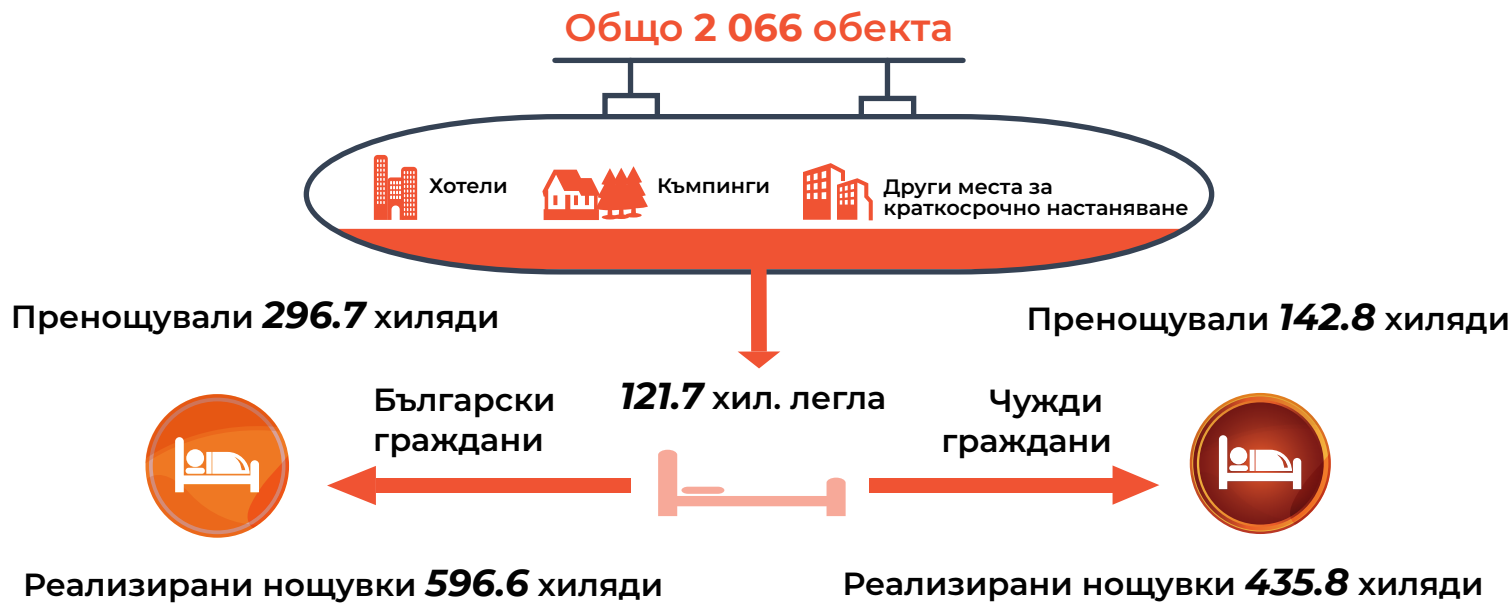 Общо 2 066 обекта
Хотели
Къмпинги
Други места за
краткосрочно настаняване
Пренощували 296.7 хиляди
Пренощували 142.8 хиляди
Български
граждани
121.7 хил. легла
Чужди
граждани
Реализирани нощувки 596.6 хиляди
Реализирани нощувки 435.8 хиляди